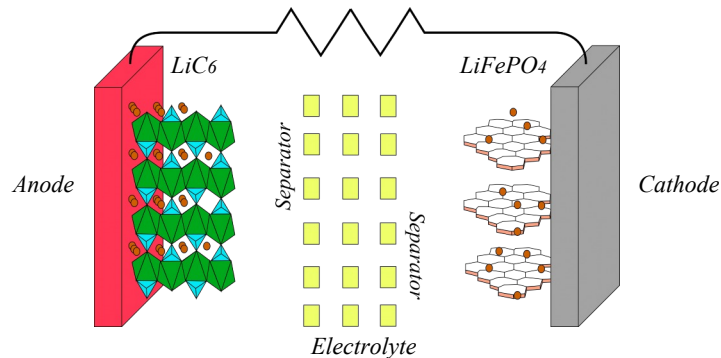 LiC6
LiFePO4
Anode
Separator
Separator
Cathode
Electrolyte